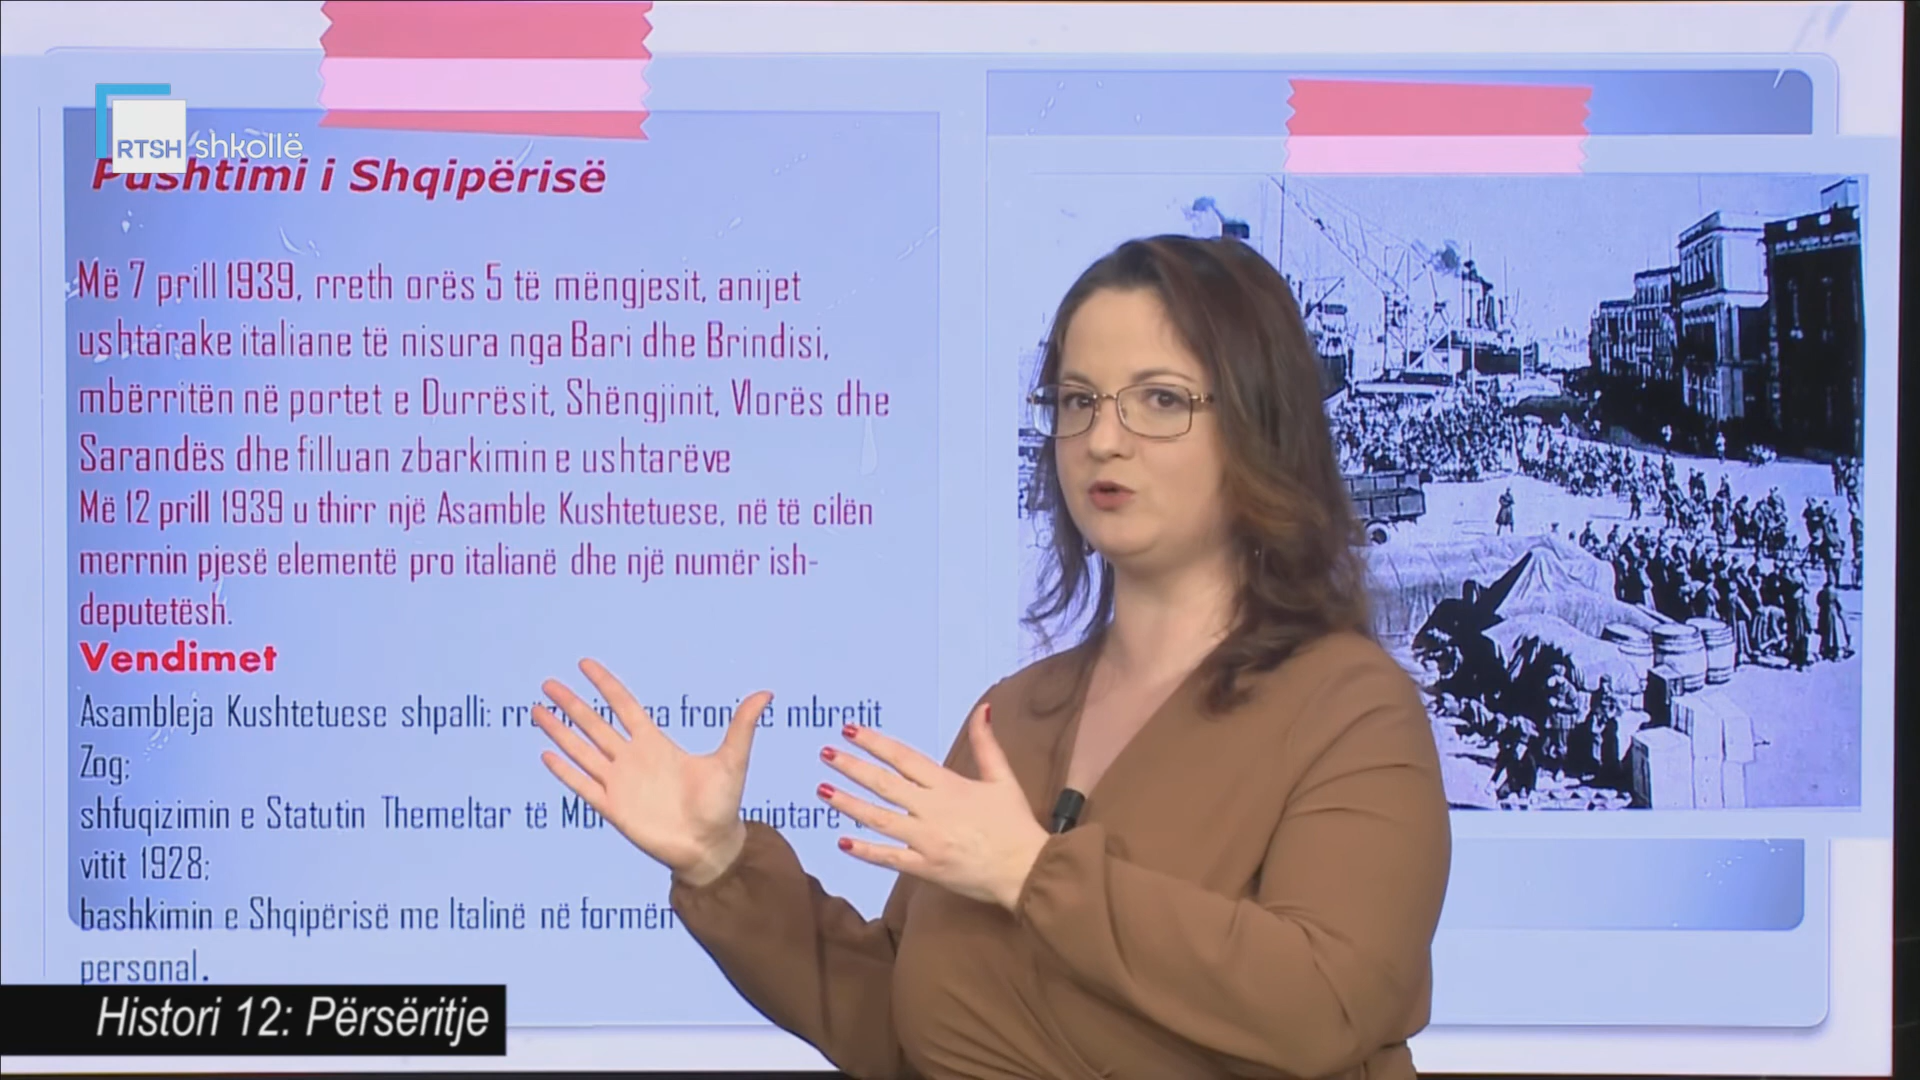 RTSH shkollë
Pushtimi i Shqipërisë
Më 7 prill 1939, rreth orës 5 të mëngjesit, anijet
ushtarake italiane të nisura nga Bari dhe Brindisi,
mbërritën në portet e Durrësit, Shëngjinit, Vlorës dhe
Sarandës dhe filluan zbarkimin e ushtarëve
Më 12 prill 1939 u thirr një Asamble Kushtetuese, në të cilën
merrnin pjesë elementë pro italianë dhe një numër ish-
deputetësh.
Vendimet
Asambleja Kushtetuese shpalli: mbretit
Zog;
shfuqizimin e Statutin Themeltar të
vitit 1928;
bashkimin e Shqipërisë me Italinë në formën
personal.
Histori 12: Përsëritje